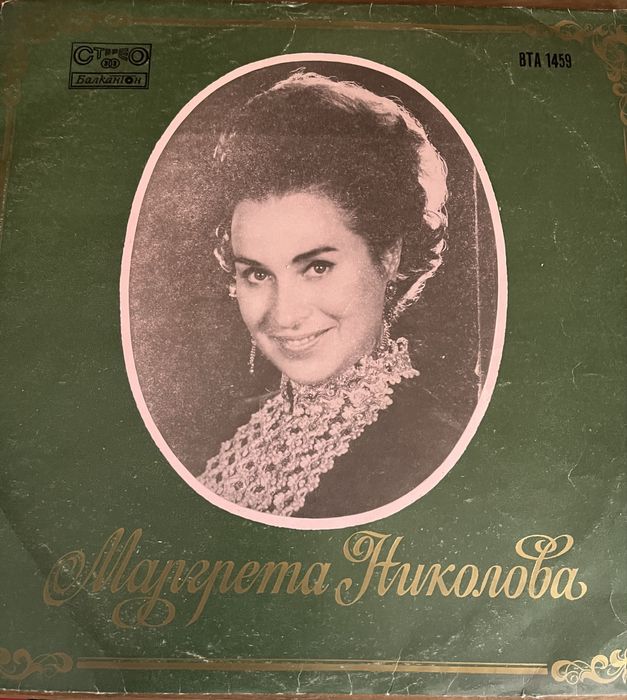 СТЕРЕО
ВТА 1459
Балкантон
Маргрета Николова